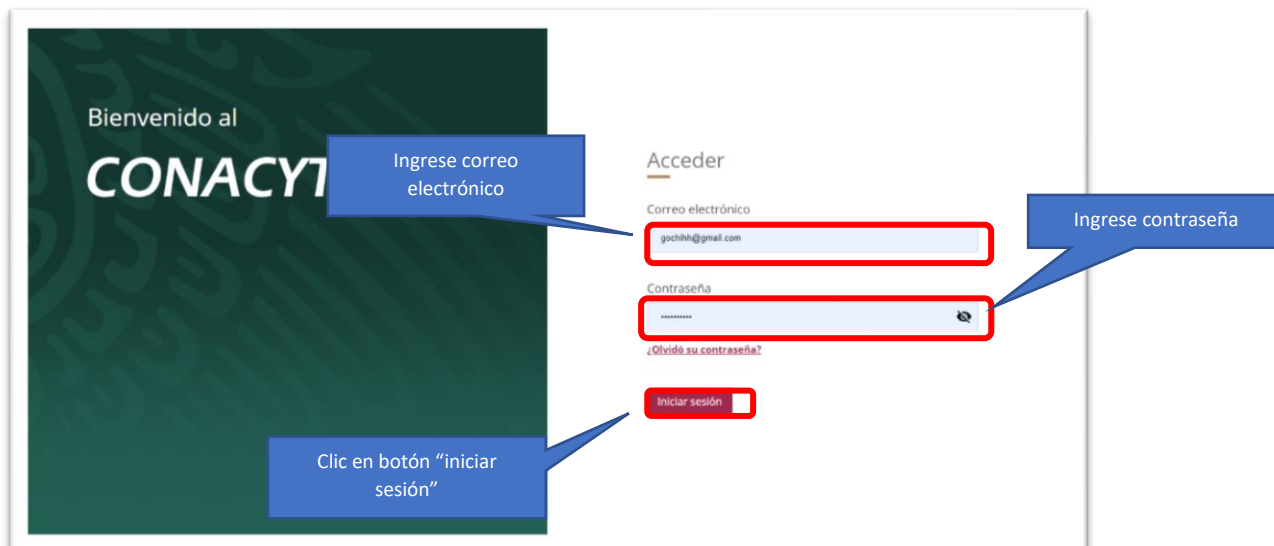 Bienvenido al
CONACYT
Ingrese correo
electrónico
Acceder
Correo electrónico
gochihh@gmail.com
Ingrese contraseña
Contraseña
••••••••••
¿Olvidó su contraseña?
Iniciar sesión
Clic en botón “iniciar
sesión”